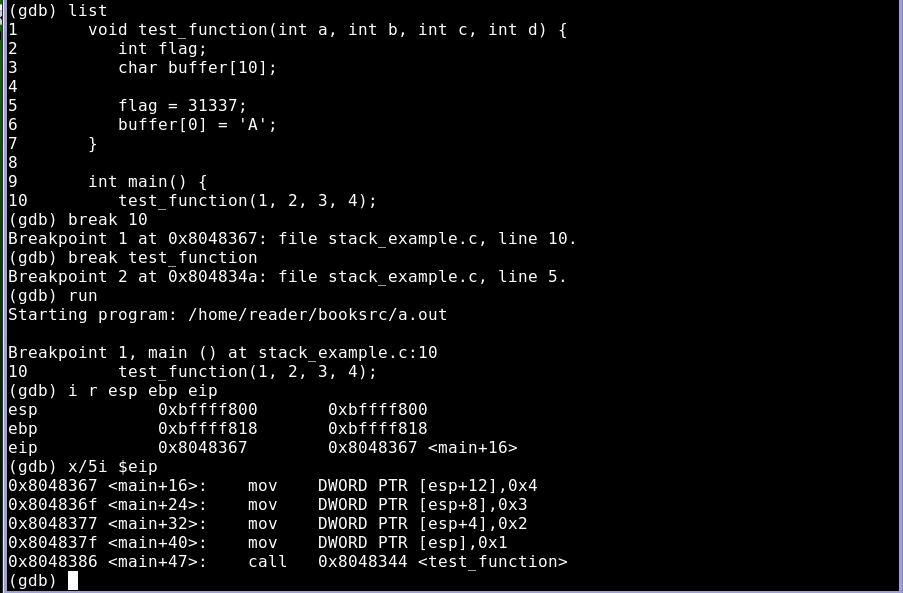 (gdb) list
1       void test_function(int a, int b, int c, int d) {
2          int flag;
3          char buffer[10];
4
5          flag = 31337;
6          buffer[0] = 'A';
7       }
8
9       int main() {
10         test_function(1, 2, 3, 4);
(gdb) break 10
Breakpoint 1 at 0x8048367: file stack_example.c, line 10.
(gdb) break test_function
Breakpoint 2 at 0x804834a: file stack_example.c, line 5.
(gdb) run
Starting program: /home/reader/booksrc/a.out

Breakpoint 1, main () at stack_example.c:10
10         test_function(1, 2, 3, 4);
(gdb) i r esp ebp eip
esp            0xbffff800       0xbffff800
ebp            0xbffff818       0xbffff818
eip            0x8048367        0x8048367 <main+16>
(gdb) x/5i $eip
0x8048367 <main+16>:    mov    DWORD PTR [esp+12],0x4
0x804836f <main+24>:    mov    DWORD PTR [esp+8],0x3
0x8048377 <main+32>:    mov    DWORD PTR [esp+4],0x2
0x804837f <main+40>:    mov    DWORD PTR [esp],0x1
0x8048386 <main+47>:    call   0x8048344 <test_function>
(gdb)